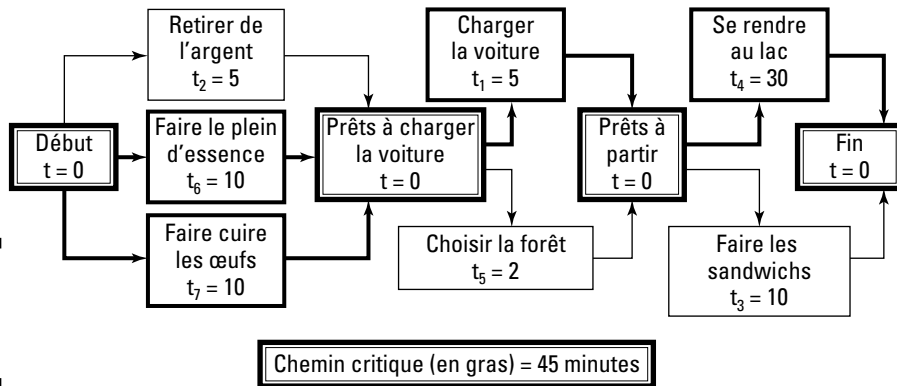 Retirer de
l'argent
t₂ = 5
Charger
la voiture
t₁ = 5
Se rendre
au lac
t₄ = 30
Début
t = 0
Faire le plein
d'essence
t₆ = 10
Prêts à charger
la voiture
t = 0
Prêts à
partir
t = 0
Fin
t = 0
Faire cuire
les œufs
t₇ = 10
Choisir la forêt
t₅ = 2
Faire les
sandwichs
t₃ = 10
Chemin critique (en gras) = 45 minutes